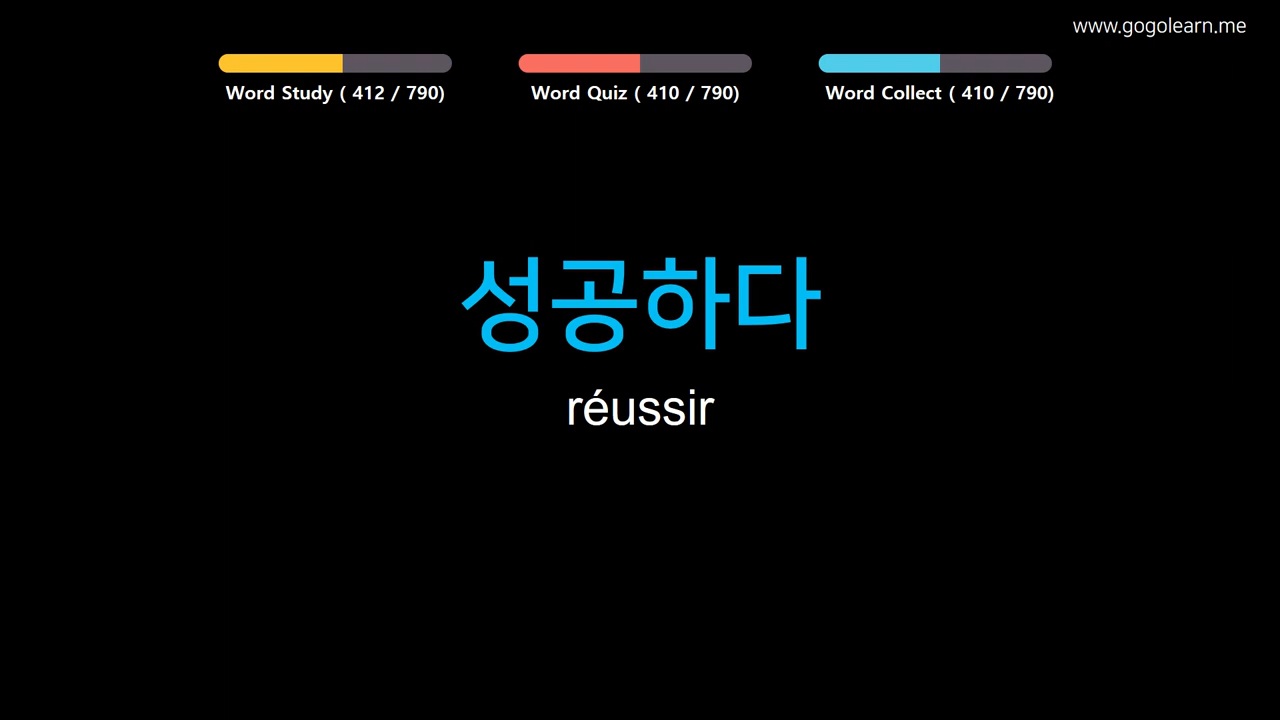 www.gogolearn.me
Word Study ( 412 / 790)
Word Quiz ( 410 / 790)
Word Collect ( 410 / 790)
성공하다
réussir